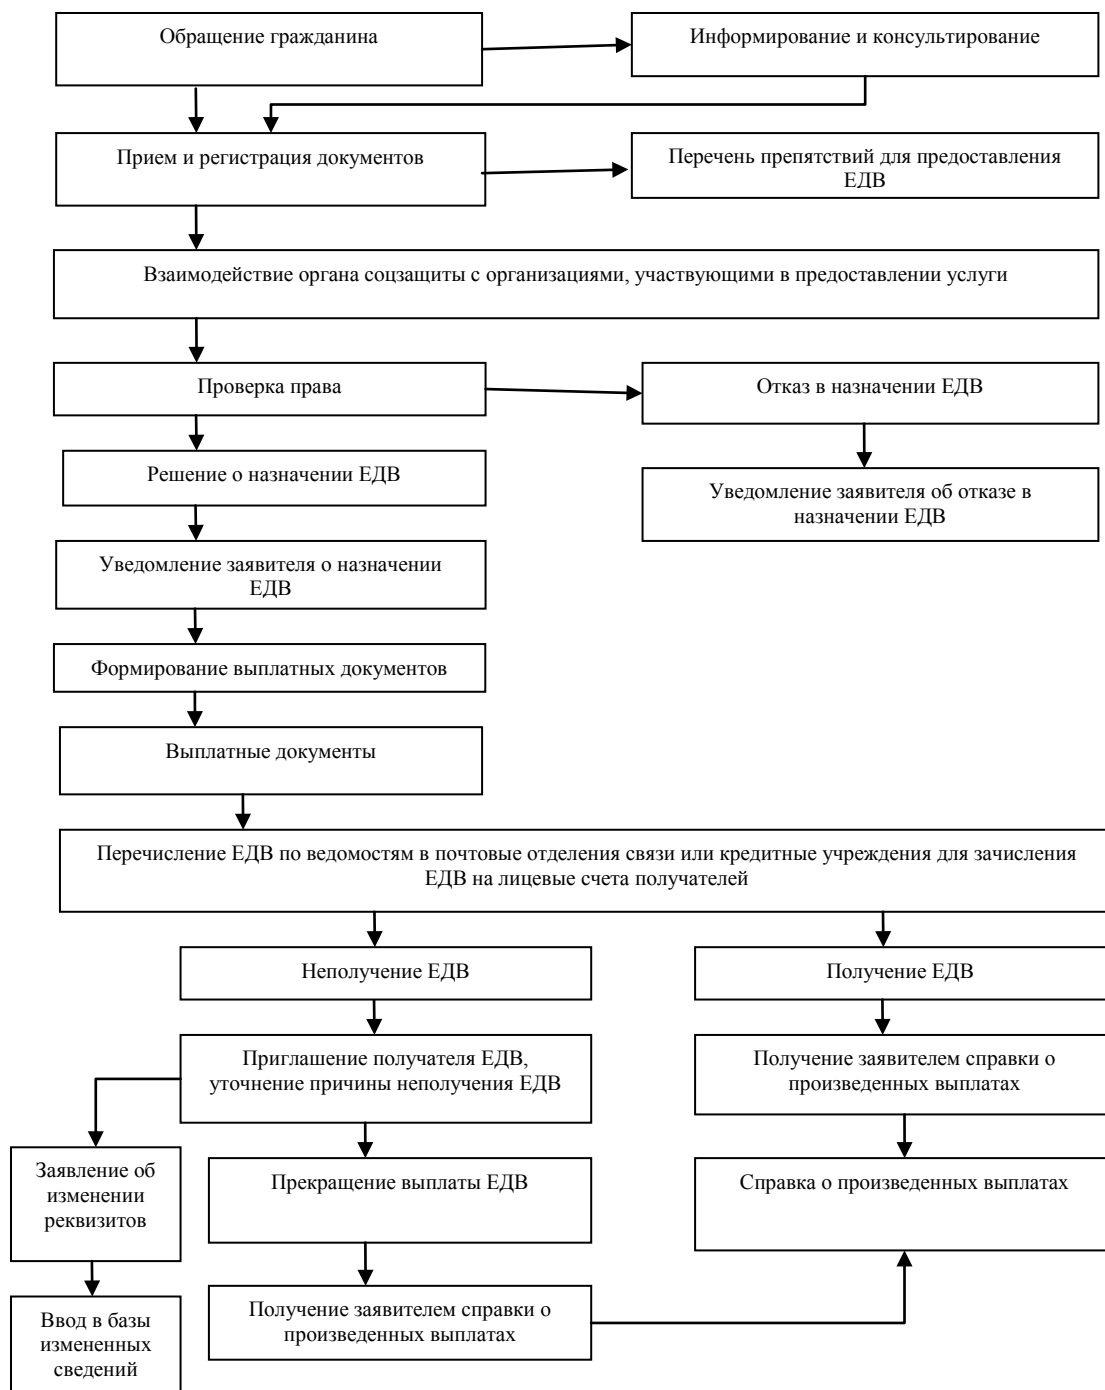 Обращение гражданина
Информирование и консультирование
Прием и регистрация документов
Перечень препятствий для предоставления
ЕДВ
Взаимодействие органа соцзащиты с организациями, участвующими в предоставлении услуги
Проверка права
Отказ в назначении ЕДВ
Решение о назначении ЕДВ
Уведомление заявителя об отказе в
назначении ЕДВ
Уведомление заявителя о назначении
ЕДВ
Формирование выплатных документов
Выплатные документы
Перечисление ЕДВ по ведомостям в почтовые отделения связи или кредитные учреждения для зачисления
ЕДВ на лицевые счета получателей
Неполучение ЕДВ
Получение ЕДВ
Приглашение получателя ЕДВ,
уточнение причины неполучения ЕДВ
Получение заявителем справки о
произведенных выплатах
Заявление об
изменении
реквизитов
Прекращение выплаты ЕДВ
Справка о произведенных выплатах
Получение заявителем справки о
произведенных выплатах
Ввод в базы
измененных
сведений